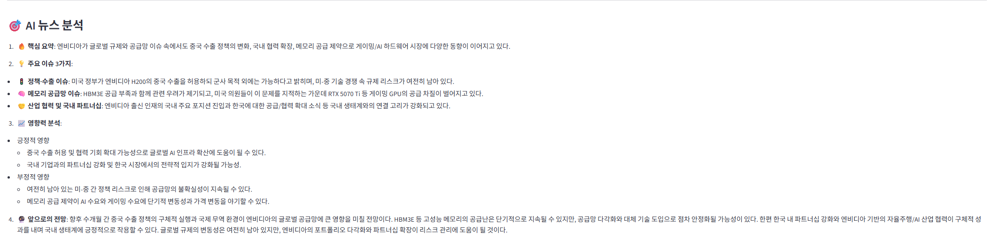 🎯 AI 뉴스 분석
1. 🔥 핵심 요약: 엔비디아가 글로벌 규제와 공급망 이슈 속에서도 중국 수출 정책의 변화, 국내 협력 확장, 메모리 공급 제약으로 게이밍/AI 하드웨어 시장에 다양한 동향이 이어지고 있다.
2. 💡 주요 이슈 3가지:
• 🚦 정책·수출 이슈: 미국 정부가 엔비디아 H200의 중국 수출을 허용하되 군사 목적 외에는 가능하다고 밝히며, 미-중 기술 경쟁 속 규제 리스크가 여전히 남아 있다.
• 🧠 메모리 공급망 이슈: HBM3E 공급 부족과 함께 관련 우려가 제기되고, 미국 의원들이 이 문제를 지적하는 가운데 RTX 5070 Ti 등 게이밍 GPU의 공급 차질이 벌어지고 있다.
• 🤝 산업 협력 및 국내 파트너십: 엔비디아 출신 인재의 국내 주요 포지션 진입과 한국에 대한 공급/협력 확대 소식 등 국내 생태계와의 연결 고리가 강화되고 있다.
3. 📈 영향력 분석:
• 긍정적 영향
◦ 중국 수출 허용 및 협력 기회 확대 가능성으로 글로벌 AI 인프라 확산에 도움이 될 수 있다.
◦ 국내 기업과의 파트너십 강화 및 한국 시장에서의 전략적 입지가 강화될 가능성.
• 부정적 영향
◦ 여전히 남아 있는 미-중 간 정책 리스크로 인해 공급망의 불확실성이 지속될 수 있다.
◦ 메모리 공급 제약이 AI 수요와 게이밍 수요에 단기적 변동성과 가격 변동을 야기할 수 있다.
4. 🔮 앞으로의 전망: 향후 수개월 간 중국 수출 정책의 구체적 실행과 국제 무역 환경이 엔비디아의 글로벌 공급망에 큰 영향을 미칠 전망이다. HBM3E 등 고성능 메모리의 공급난은 단기적으로 지속될 수 있지만, 공급망 다각화와 대체 기술 도입으로 점차 안정화될 가능성이 있다. 한편 한국 내 파트너십 강화와 엔비디아 기반의 자율주행/AI 산업 협력이 구체적 성
과를 내며 국내 생태계에 긍정적으로 작용할 수 있다. 글로벌 규제의 변동성은 여전히 남아 있지만, 엔비디아의 포트폴리오 다각화와 파트너십 확장이 리스크 관리에 도움이 될 것이다.